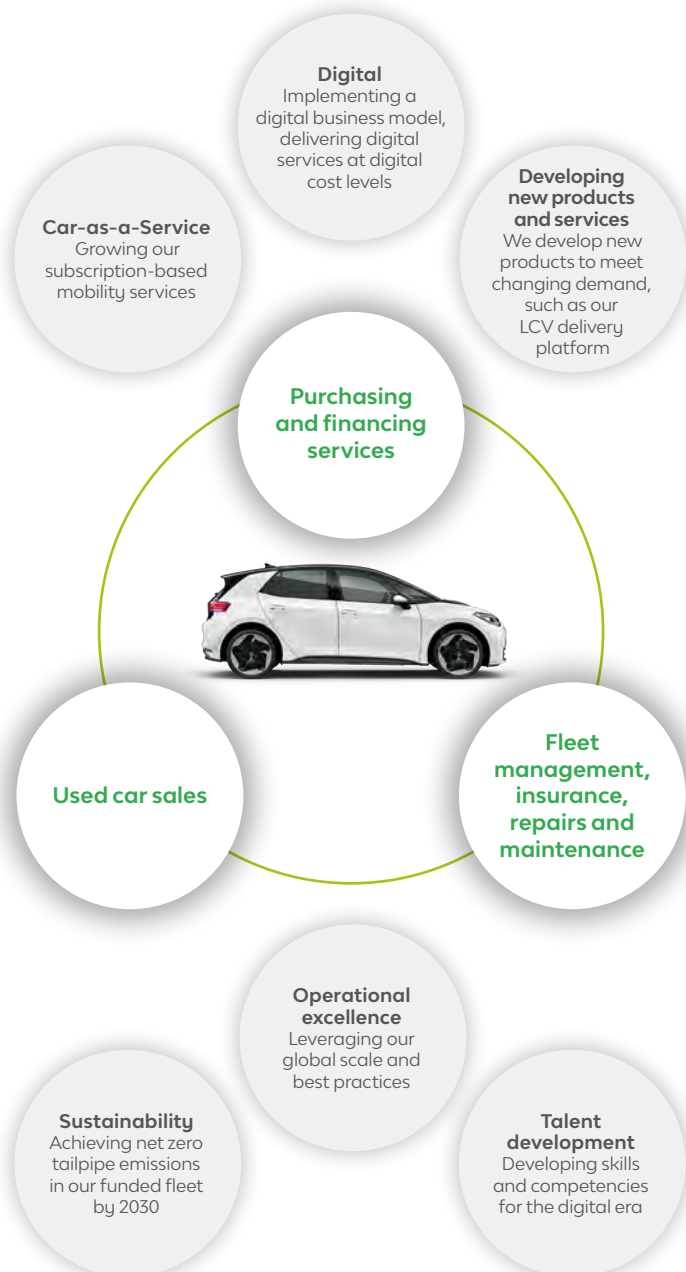 Digital
Implementing a
digital business model,
delivering digital
services at digital
cost levels
Car-as-a-Service
Growing our
subscription-based
mobility services
Developing
new products
and services
We develop new
products to meet
changing demand,
such as our
LCV delivery
platform
Purchasing
and financing
services
Used car sales
Fleet
management,
insurance,
repairs and
maintenance
Operational
excellence
Leveraging our
global scale and
best practices
Sustainability
Achieving net zero
tailpipe emissions
in our funded fleet
by 2030
Talent
development
Developing skills
and competencies
for the digital era